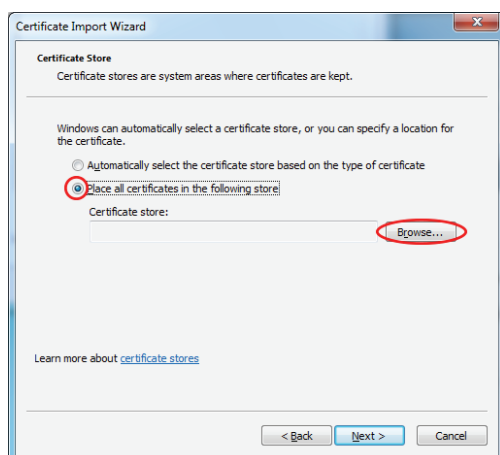 Certificate Import Wizard
Certificate Store
Certificate stores are system areas where certificates are kept.
Windows can automatically select a certificate store, or you can specify a location for
the certificate.
Automatically select the certificate store based on the type of certificate
Place all certificates in the following store
Certificate store:
Browse...
Learn more about certificate stores
< Back Next > Cancel